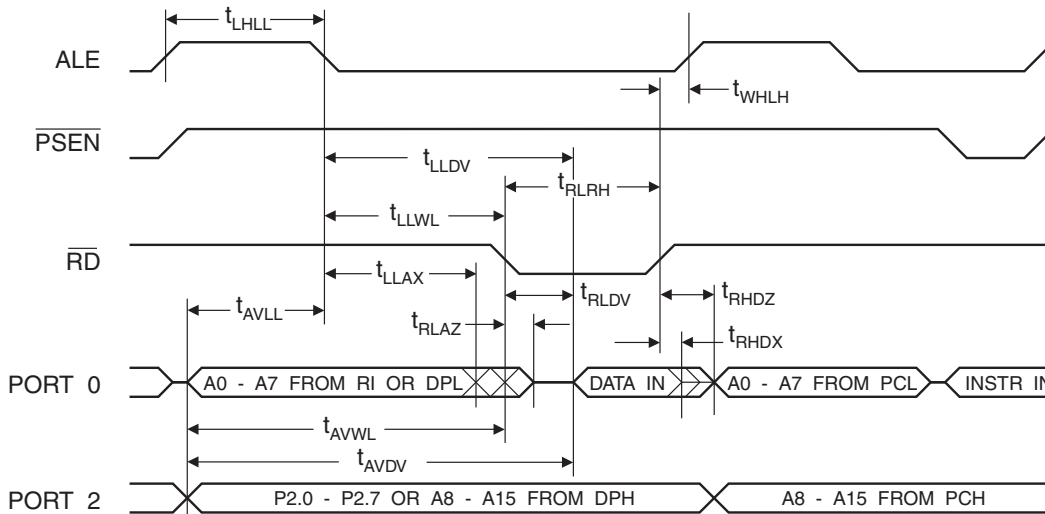 tLHLL
ALE
tWHLH
PSEN
tLLDV
tRLRH
tLLWL
RD
tLLAX
tRLDV
tRHDZ
tAVLL
tRLAZ
tRHDX
PORT 0
A0 - A7 FROM RI OR DPL
DATA IN
A0 - A7 FROM PCL
INSTR IN
tAVWL
tAVDV
PORT 2
P2.0 - P2.7 OR A8 - A15 FROM DPH
A8 - A15 FROM PCH